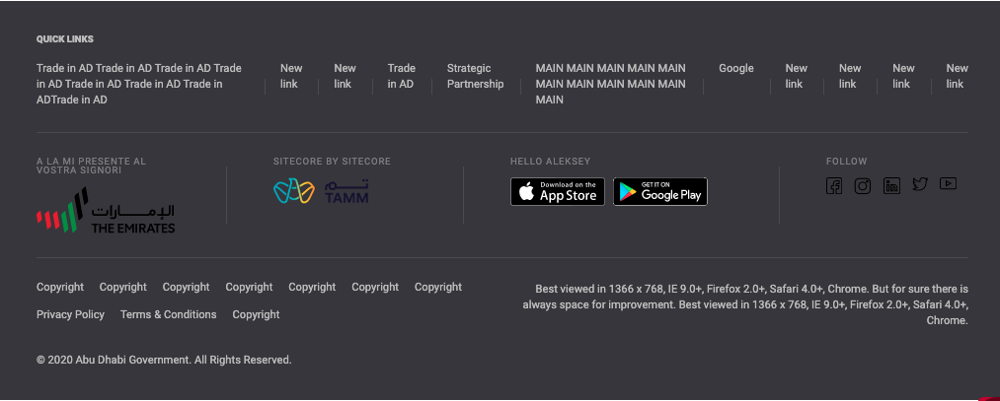 QUICK LINKS
Trade in AD Trade in AD Trade in AD Trade
in AD Trade in AD Trade in AD Trade in
ADTrade in AD
New
link
New
link
Trade
in AD
Strategic
Partnership
MAIN MAIN MAIN MAIN MAIN
MAIN MAIN MAIN MAIN MAIN
MAIN
Google
New
link
New
link
New
link
New
link
A LA MI PRESENTE AL
VOSTRA SIGNORI
الإمارات
THE EMIRATES
SITECORE BY SITECORE
تـم
TAMM
HELLO ALEKSEY
Download on the
App Store
GET IT ON
Google Play
FOLLOW
Copyright Copyright Copyright Copyright Copyright Copyright Copyright
Privacy Policy Terms & Conditions Copyright
Best viewed in 1366 x 768, IE 9.0+, Firefox 2.0+, Safari 4.0+, Chrome. But for sure there is
always space for improvement. Best viewed in 1366 x 768, IE 9.0+, Firefox 2.0+, Safari 4.0+,
Chrome.
© 2020 Abu Dhabi Government. All Rights Reserved.